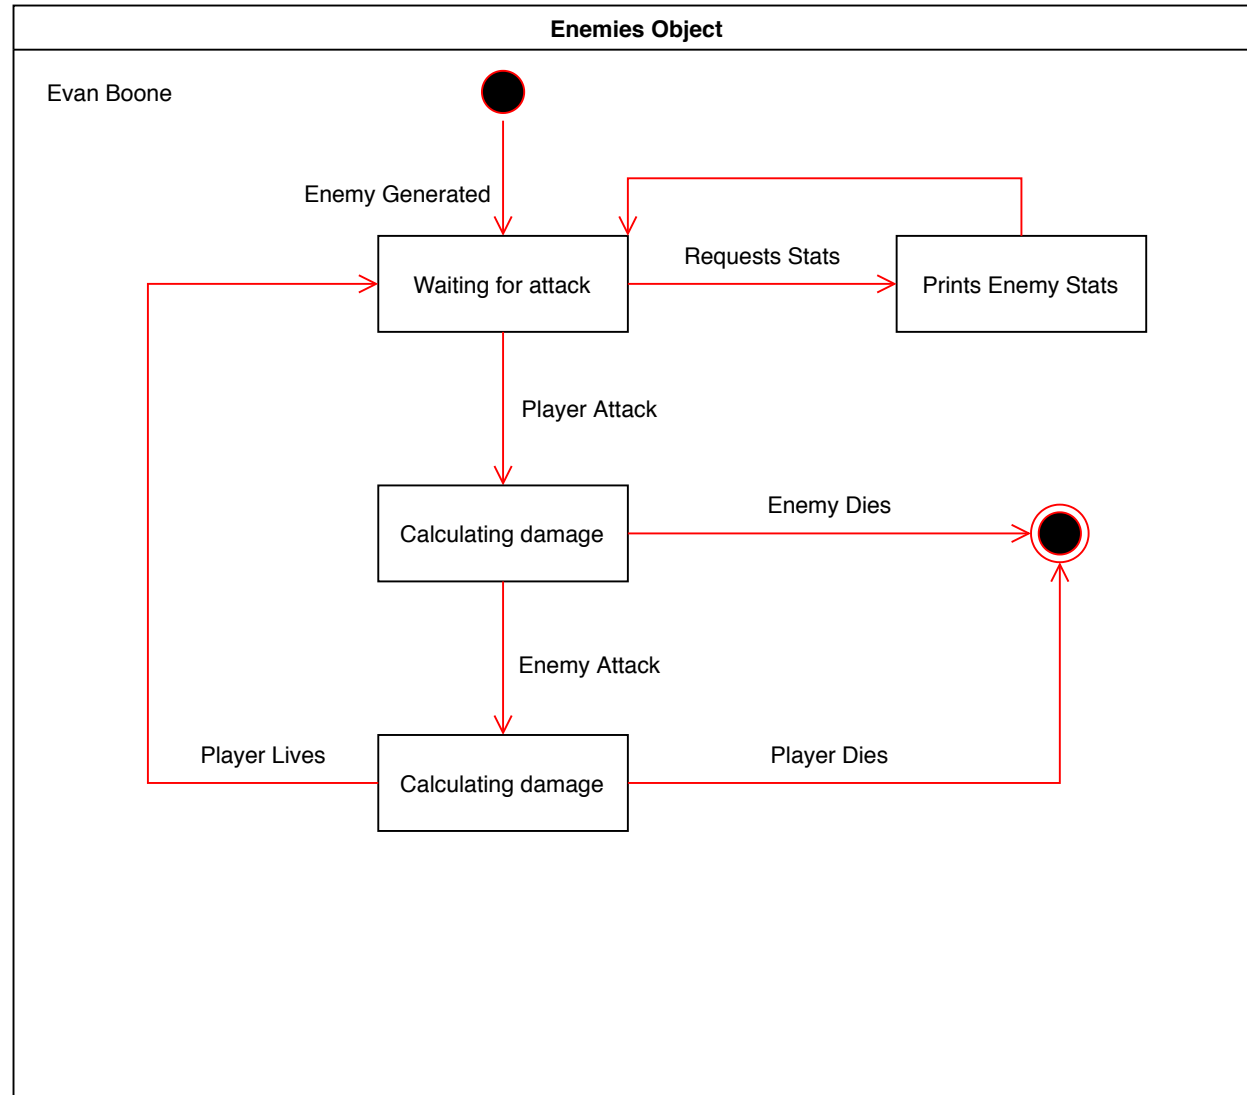 Enemies Object
Evan Boone
Enemy Generated
Requests Stats
Waiting for attack
Prints Enemy Stats
Player Attack
Enemy Dies
Calculating damage
Enemy Attack
Player Lives
Player Dies
Calculating damage